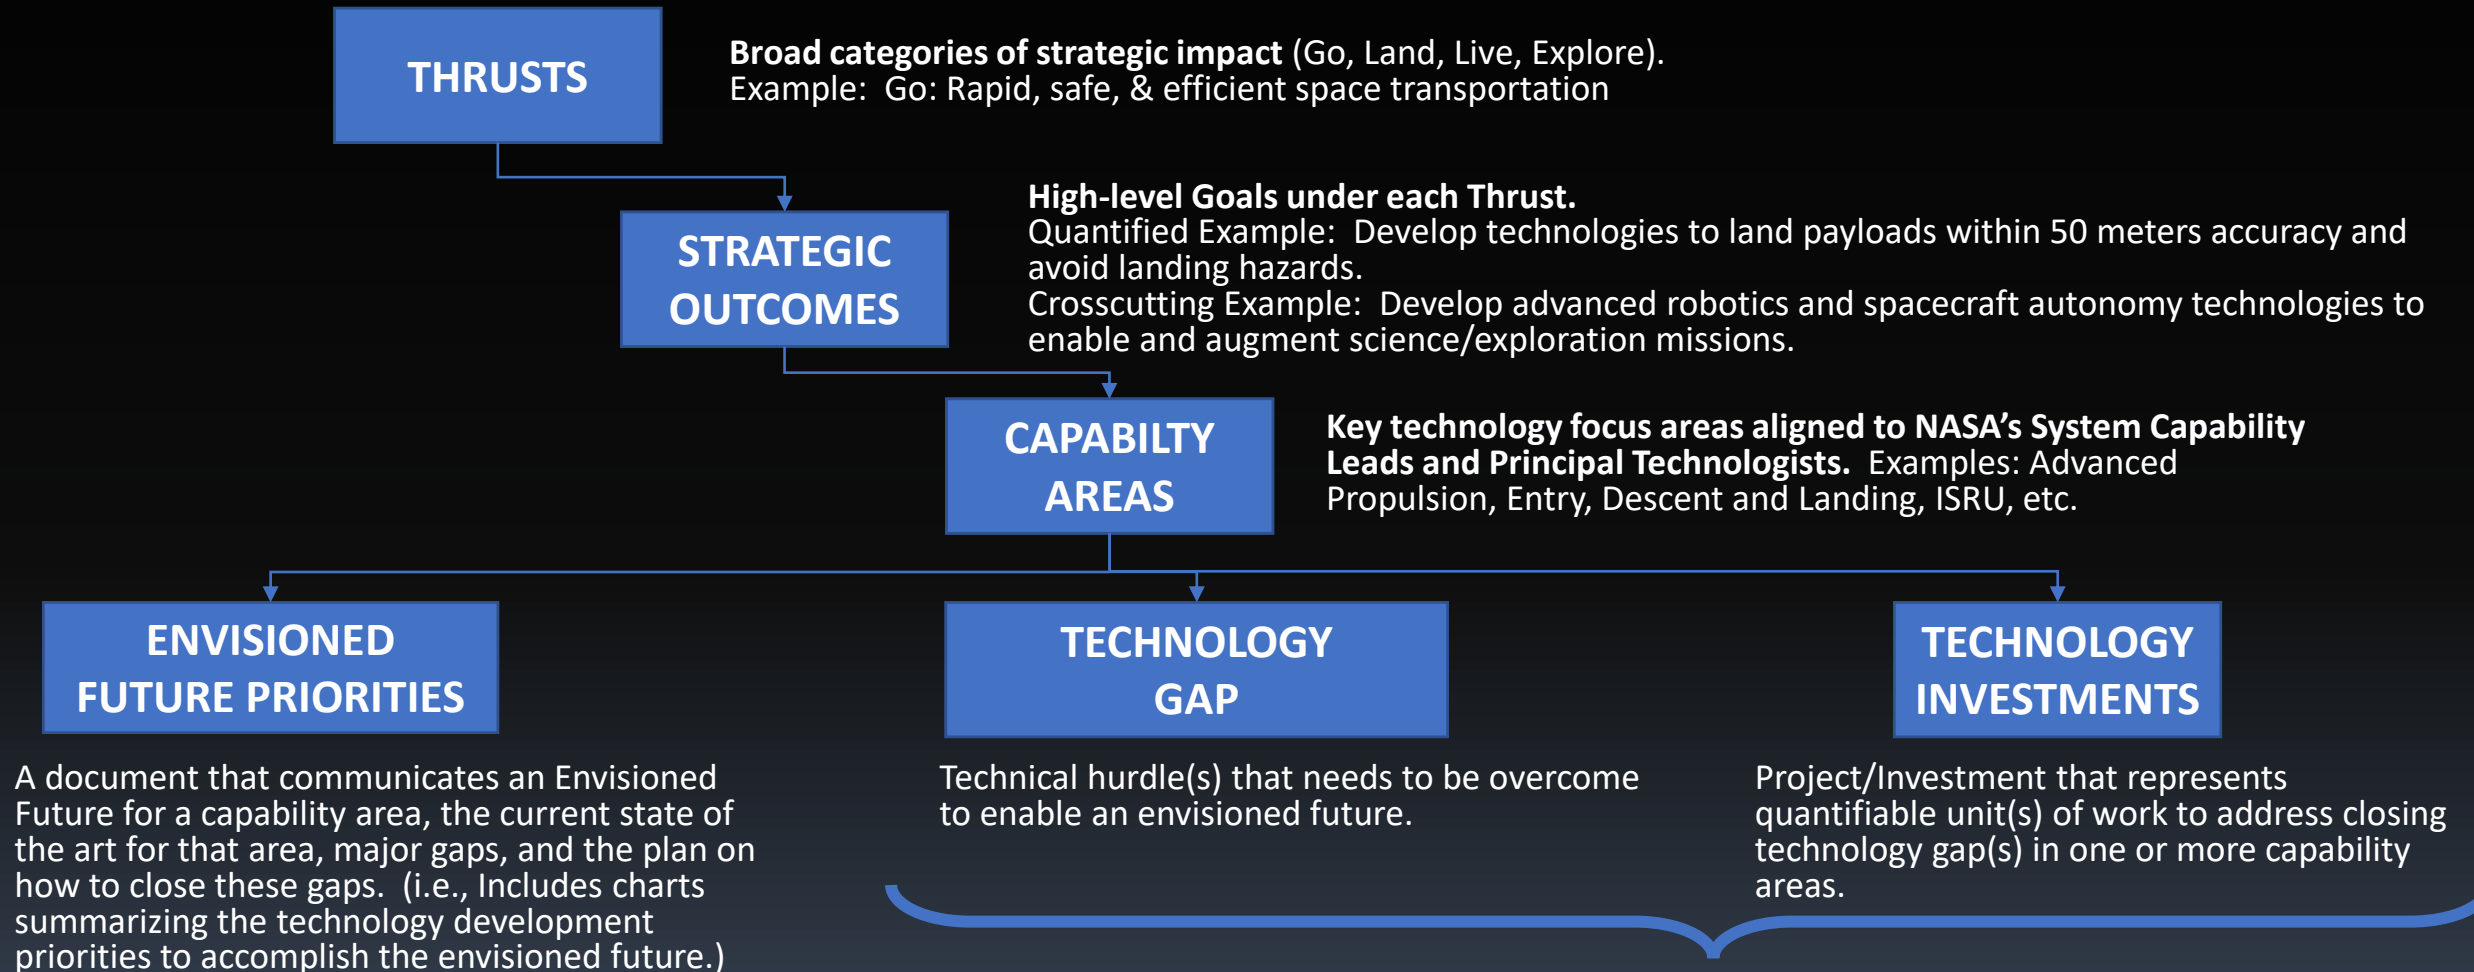 THRUSTS
Broad categories of strategic impact (Go, Land, Live, Explore).
Example: Go: Rapid, safe, & efficient space transportation
STRATEGIC
OUTCOMES
High-level Goals under each Thrust.
Quantified Example: Develop technologies to land payloads within 50 meters accuracy and
avoid landing hazards.
Crosscutting Example: Develop advanced robotics and spacecraft autonomy technologies to
enable and augment science/exploration missions.
CAPABILTY
AREAS
Key technology focus areas aligned to NASA’s System Capability
Leads and Principal Technologists. Examples: Advanced
Propulsion, Entry, Descent and Landing, ISRU, etc.
ENVISIONED
FUTURE PRIORITIES
A document that communicates an Envisioned
Future for a capability area, the current state of
the art for that area, major gaps, and the plan on
how to close these gaps. (i.e., Includes charts
summarizing the technology development
priorities to accomplish the envisioned future.)
TECHNOLOGY
GAP
Technical hurdle(s) that needs to be overcome
to enable an envisioned future.
TECHNOLOGY
INVESTMENTS
Project/Investment that represents
quantifiable unit(s) of work to address closing
technology gap(s) in one or more capability
areas.